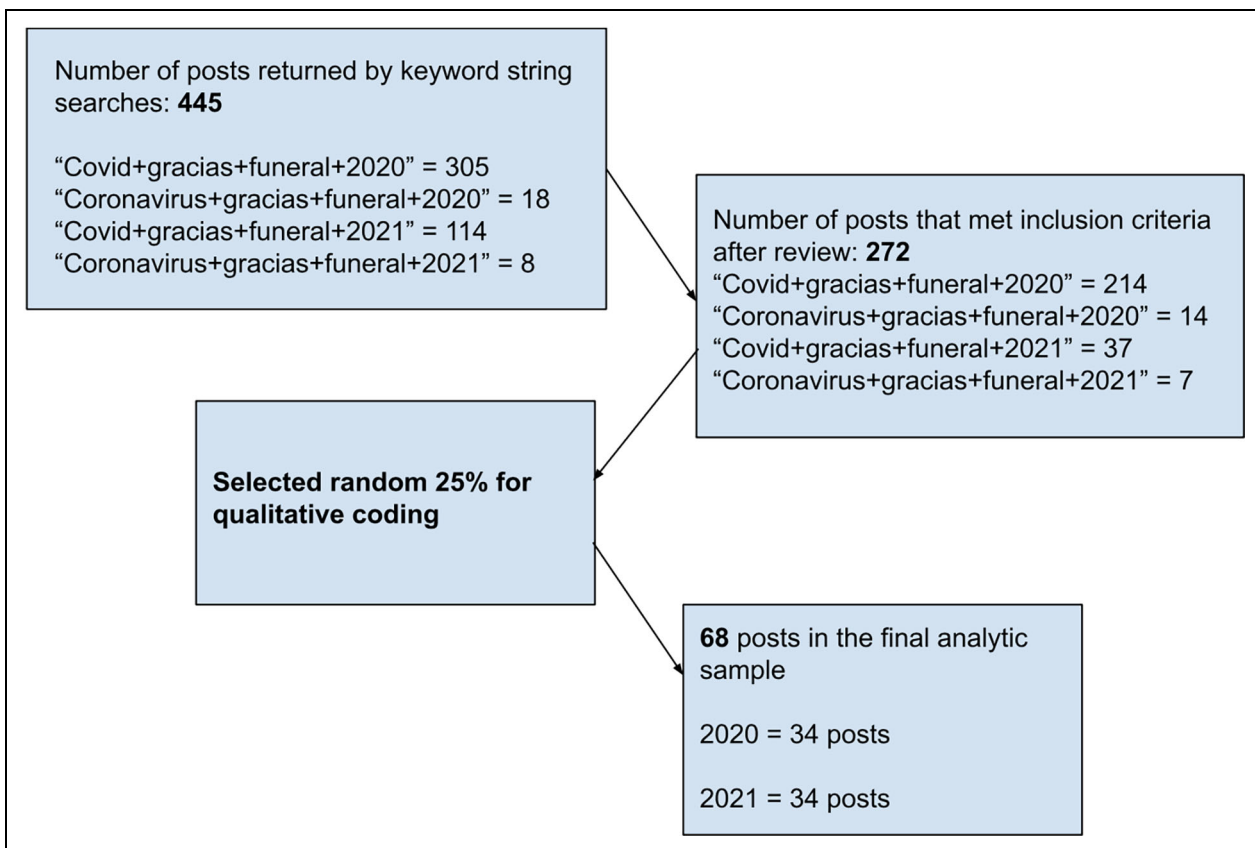 Number of posts returned by keyword string
searches: 445
“Covid+gracias+funeral+2020” = 305
“Coronavirus+gracias+funeral+2020” = 18
“Covid+gracias+funeral+2021” = 114
“Coronavirus+gracias+funeral+2021” = 8
Number of posts that met inclusion criteria
after review: 272
“Covid+gracias+funeral+2020” = 214
“Coronavirus+gracias+funeral+2020” = 14
“Covid+gracias+funeral+2021” = 37
“Coronavirus+gracias+funeral+2021” = 7
Selected random 25% for
qualitative coding
68 posts in the final analytic
sample
2020 = 34 posts
2021 = 34 posts